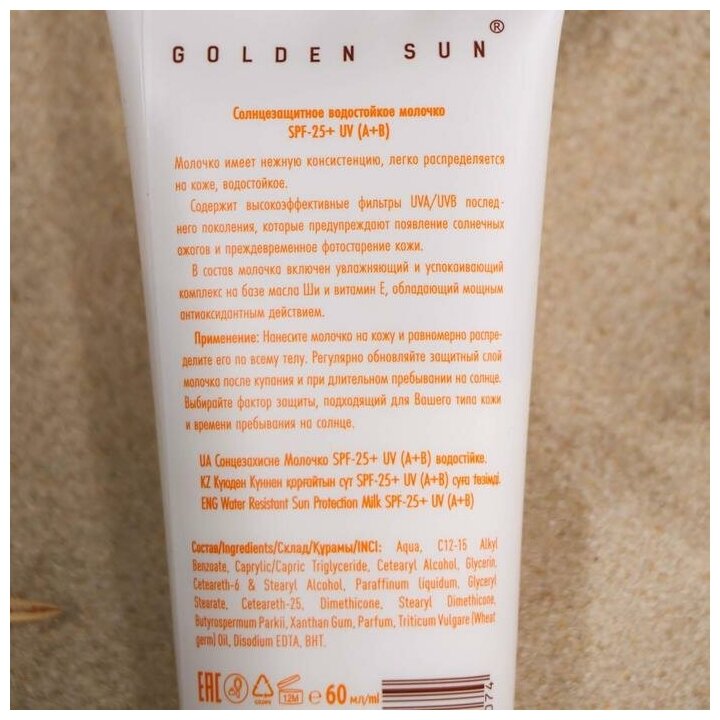 GOLDEN SUN®
Солнцезащитное водостойкое молочко
SPF-25+ UV (A+B)
Молочко имеет нежную консистенцию, легко распределяется
на коже, водостойкое.
Содержит высокоэффективные фильтры UVA/UVB послед-
него поколения, которые предупреждают появление солнечных
ожогов и преждевременное фотостарение кожи.
В состав молочка включен увлажняющий и успокаивающий
комплекс на базе масла Ши и витамин Е, обладающий мощным
антиоксидантным действием.
Применение: Нанесите молочко на кожу и равномерно распре-
делите его по всему телу. Регулярно обновляйте защитный слой
молочка после купания и при длительном пребывании на солнце.
Выбирайте фактор защиты, подходящий для Вашего типа кожи
и времени пребывания на солнце.
UA Сонцезахисне Молочко SPF-25+ UV (A+B) водостійке.
KZ Күюден Күннен қорғайтын сүт SPF-25+ UV (A+B) суға төзімді.
ENG Water Resistant Sun Protection Milk SPF-25+ UV (A+B)
Состав/Ingredients/Склад/Құрамы/INCI: Aqua, C12-15 Alkyl
Benzoate, Caprylic/Capric Triglyceride, Cetearyl Alcohol, Glycerin,
Ceteareth-6 & Stearyl Alcohol, Paraffinum liquidum, Glyceryl
Stearate, Ceteareth-25, Dimethicone, Stearyl Dimethicone,
Butyrospermum Parkii, Xanthan Gum, Parfum, Triticum Vulgare (Wheat
germ) Oil, Disodium EDTA, BHT.
EAC 12M e 60 мл/ml